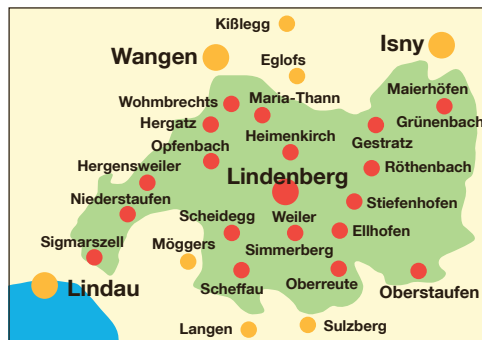 Kißlegg
Isny
Wangen
Eglofs
Maierhöfen
Wohmbrechts
Maria-Thann
Grünenbach
Hergatz
Heimenkirch
Gestratz
Opfenbach
Hergensweiler
Röthenbach
Lindenberg
Niederstaufen
Stiefenhofen
Scheidegg
Weiler
Ellhofen
Sigmarszell
Möggers
Simmerberg
Lindau
Scheffau
Oberreute
Oberstaufen
Langen
Sulzberg